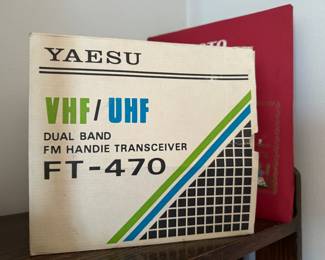 YAESU
VHF/UHF
DUAL BAND
FM HANDIE TRANSCEIVER
FT-470